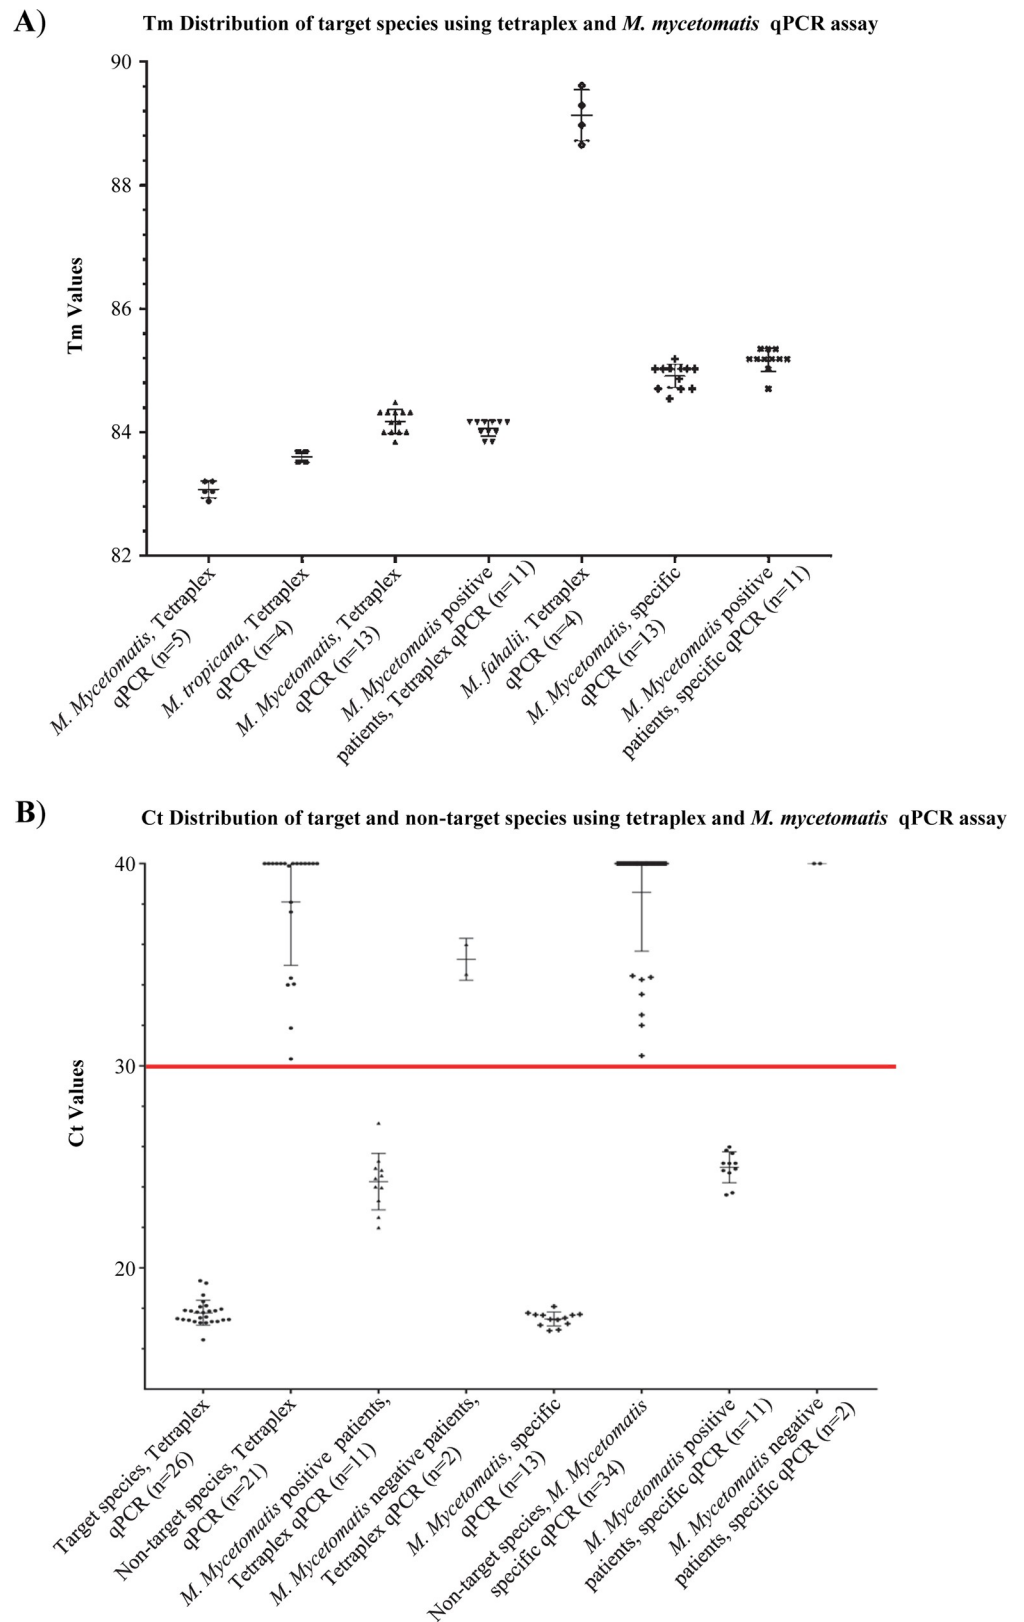 A)
Tm Distribution of target species using tetraplex and M. mycetomatis qPCR assay
90
88
86
84
82
Tm Values
M. Mycetomatis, Tetraplex
qPCR (n=5)
M. tropicana, Tetraplex
qPCR (n=4)
M. Mycetomatis, Tetraplex
qPCR (n=13)
M. Mycetomatis positive
patients, Tetraplex qPCR (n=11)
M. fahalii, Tetraplex
qPCR (n=4)
M. Mycetomatis, specific
qPCR (n=13)
M. Mycetomatis positive
patients, specific qPCR (n=11)
B)
Ct Distribution of target and non-target species using tetraplex and M. mycetomatis qPCR assay
40
30
20
Ct Values
Target species, Tetraplex
qPCR (n=26)
Non-target species, Tetraplex
qPCR (n=21)
M. Mycetomatis positive patients,
Tetraplex qPCR (n=11)
M. Mycetomatis negative patients,
Tetraplex qPCR (n=2)
M. Mycetomatis, specific
qPCR (n=13)
Non-target species, M. Mycetomatis
specific qPCR (n=34)
M. Mycetomatis positive
patients, specific qPCR (n=11)
M. Mycetomatis negative
patients, specific qPCR (n=2)